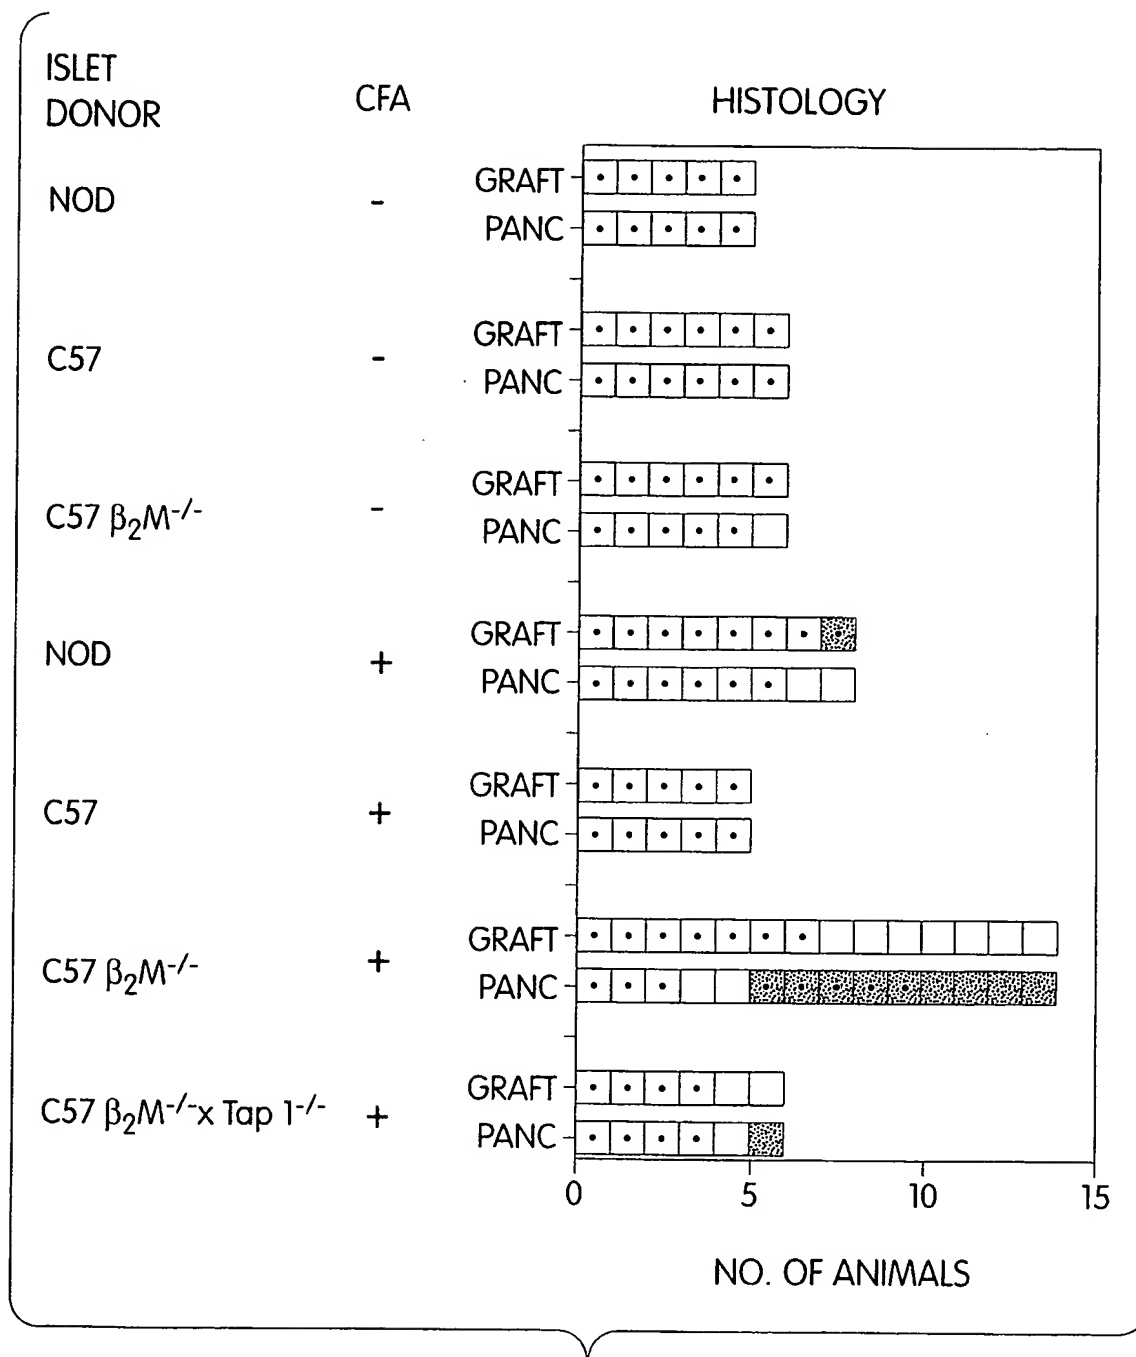 ISLET
DONOR
CFA
HISTOLOGY
NOD
-
GRAFT
PANC
C57
-
GRAFT
PANC
C57 β₂M⁻/⁻
-
GRAFT
PANC
NOD
+
GRAFT
PANC
C57
+
GRAFT
PANC
C57 β₂M⁻/⁻
+
GRAFT
PANC
C57 β₂M⁻/⁻x Tap 1⁻/⁻
+
GRAFT
PANC
0 5 10 15
NO. OF ANIMALS